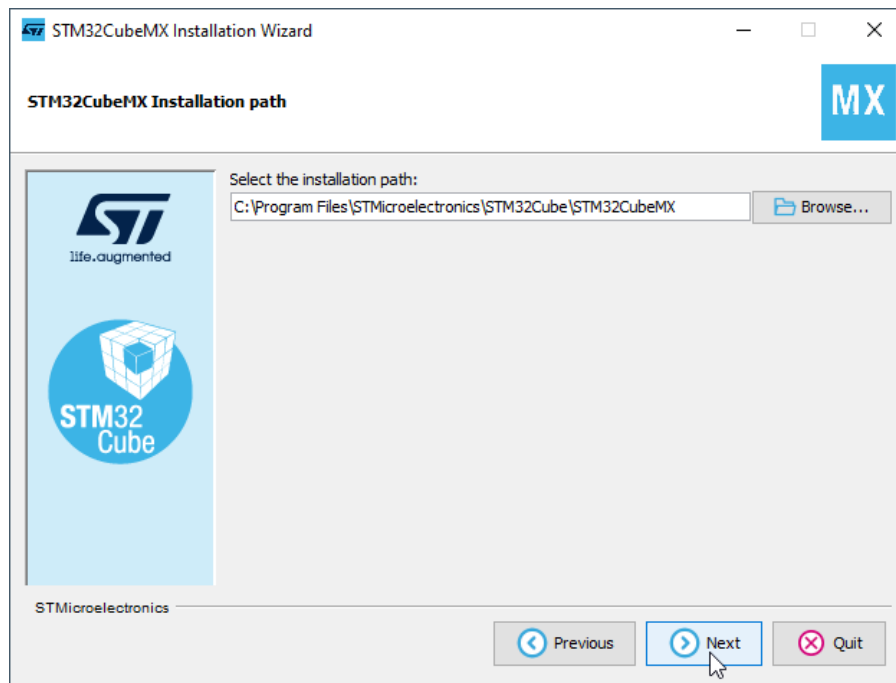 STM32CubeMX Installation Wizard
STM32CubeMX Installation path
MX
Select the installation path:
C:\Program Files\STMicroelectronics\STM32Cube\STM32CubeMX
Browse...
ST
life.augmented
STM32
Cube
STMicroelectronics
Previous
Next
Quit